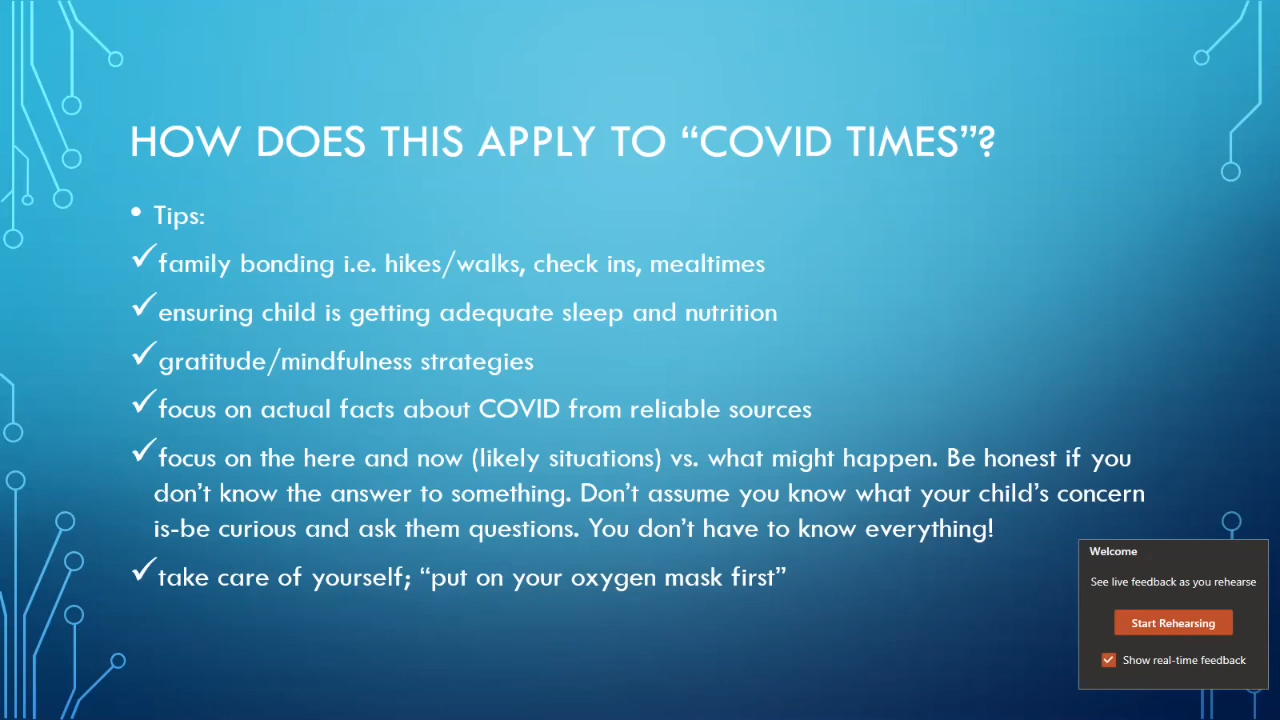 HOW DOES THIS APPLY TO “COVID TIMES”?
• Tips:
✓family bonding i.e. hikes/walks, check ins, mealtimes
✓ensuring child is getting adequate sleep and nutrition
✓gratitude/mindfulness strategies
✓focus on actual facts about COVID from reliable sources
✓focus on the here and now (likely situations) vs. what might happen. Be honest if you
don’t know the answer to something. Don’t assume you know what your child’s concern
is-be curious and ask them questions. You don’t have to know everything!
✓take care of yourself; “put on your oxygen mask first”
Welcome
See live feedback as you rehearse
Start Rehearsing
Show real-time feedback